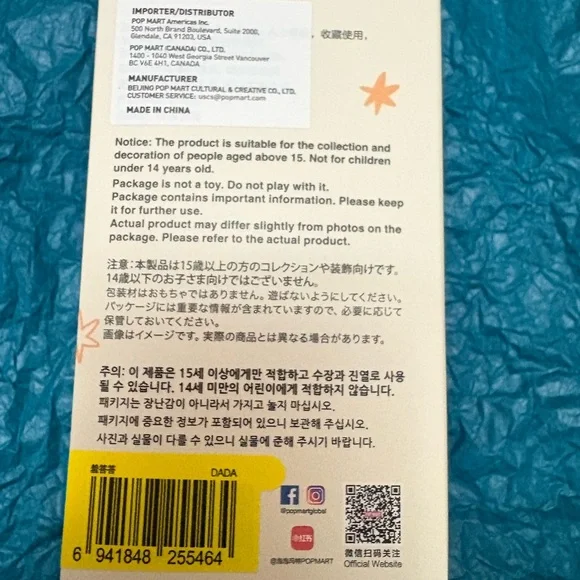 IMPORTER/DISTRIBUTOR
POP MART Americas Inc.
500 North Brand Boulevard, Suite 2000,
Glendale, CA 91203, USA
POP MART (CANADA) CO., LTD.
1400 - 1040 West Georgia Street Vancouver
BC V6E 4H1, CANADA
MANUFACTURER
BEIJING POP MART CULTURAL & CREATIVE CO., LTD.
CUSTOMER SERVICE: uscs@popmart.com
MADE IN CHINA
，收藏使用，
Notice: The product is suitable for the collection and
decoration of people aged above 15. Not for children
under 14 years old.
Package is not a toy. Do not play with it.
Package contains important information. Please keep
it for further use.
Actual product may differ slightly from photos on the
package. Please refer to the actual product.
注意：本製品は15歳以上の方のコレクションや装飾向けです。
14歳以下のお子さま向けではございません。
包装材はおもちゃではありません。遊ばないようにしてください。
パッケージには重要な情報が含まれていますので、必要に応じて
保管しておいてください。
画像はイメージです。実際の商品とは異なる場合があります。
주의: 이 제품은 15세 이상에게만 적합하고 수장과 진열로 사용
될 수 있습니다. 14세 미만의 어린이에게 적합하지 않습니다.
패키지는 장난감이 아니라서 가지고 놀지 마십시오.
패키지에 중요한 정보가 포함되어 있으니 보관해 주십시오.
사진과 실물이 다를 수 있으니 실물에 준해 주시기 바랍니다.
DADA
6 941848 255464
@popmartglobal
小红书
@泡泡玛特POPMART
微信扫码关注
Official Website